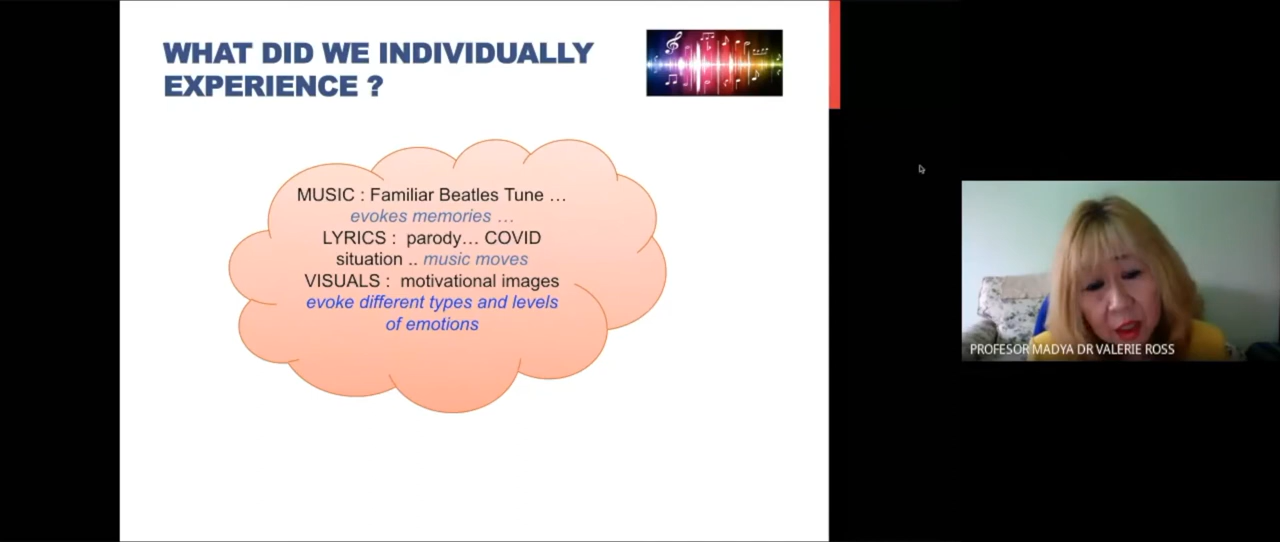 WHAT DID WE INDIVIDUALLY
EXPERIENCE ?
MUSIC : Familiar Beatles Tune …
evokes memories …
LYRICS : parody… COVID
situation .. music moves
VISUALS : motivational images
evoke different types and levels
of emotions
PROFESOR MADYA DR VALERIE ROSS